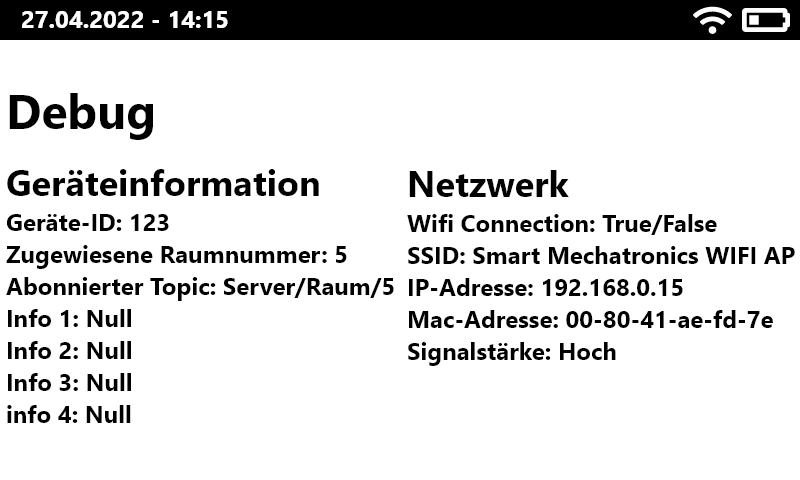 27.04.2022 - 14:15
Debug
Geräteinformation
Geräte-ID: 123
Zugewiesene Raumnummer: 5
Abonnierter Topic: Server/Raum/5
Info 1: Null
Info 2: Null
Info 3: Null
info 4: Null
Netzwerk
Wifi Connection: True/False
SSID: Smart Mechatronics WIFI AP
IP-Adresse: 192.168.0.15
Mac-Adresse: 00-80-41-ae-fd-7e
Signalstärke: Hoch